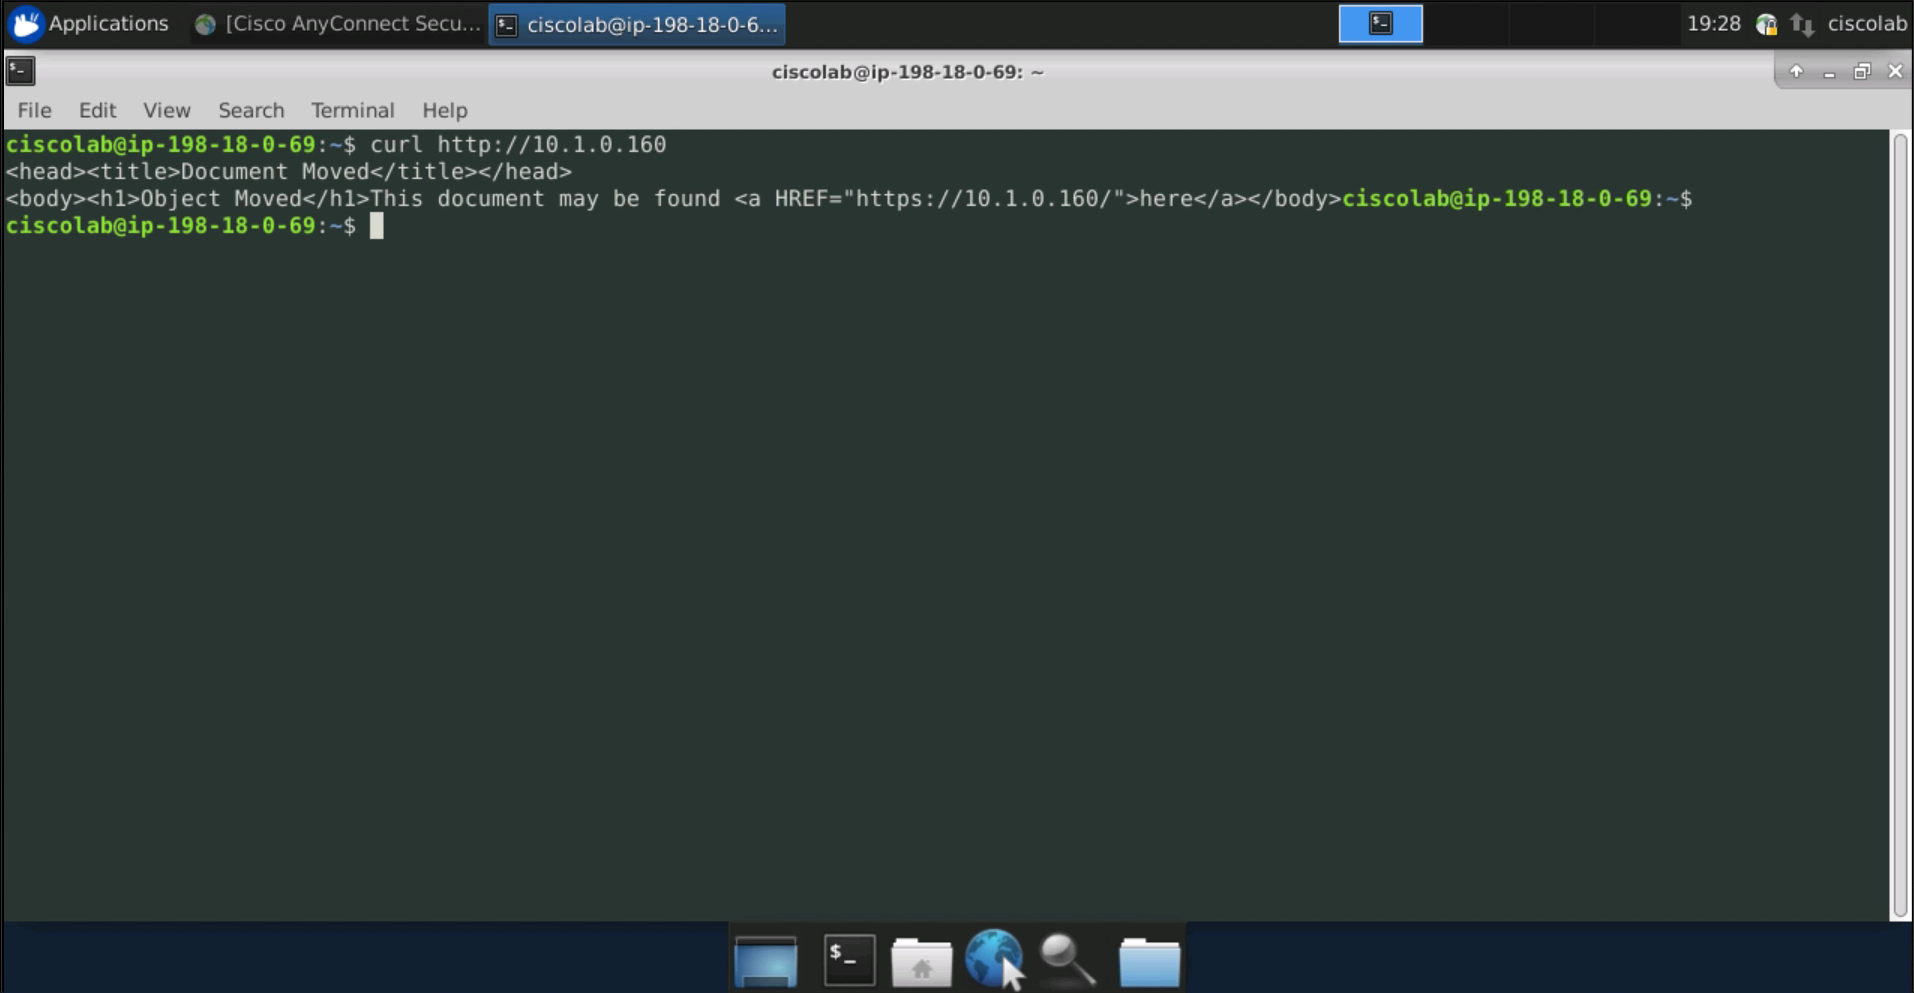 Applications [Cisco AnyConnect Secu... ciscolab@ip-198-18-0-6... 19:28 ciscolab
ciscolab@ip-198-18-0-69: ~
File Edit View Search Terminal Help
ciscolab@ip-198-18-0-69:~$ curl http://10.1.0.160
<head><title>Document Moved</title></head>
<body><h1>Object Moved</h1>This document may be found <a HREF="https://10.1.0.160/">here</a></body>ciscolab@ip-198-18-0-69:~$
ciscolab@ip-198-18-0-69:~$